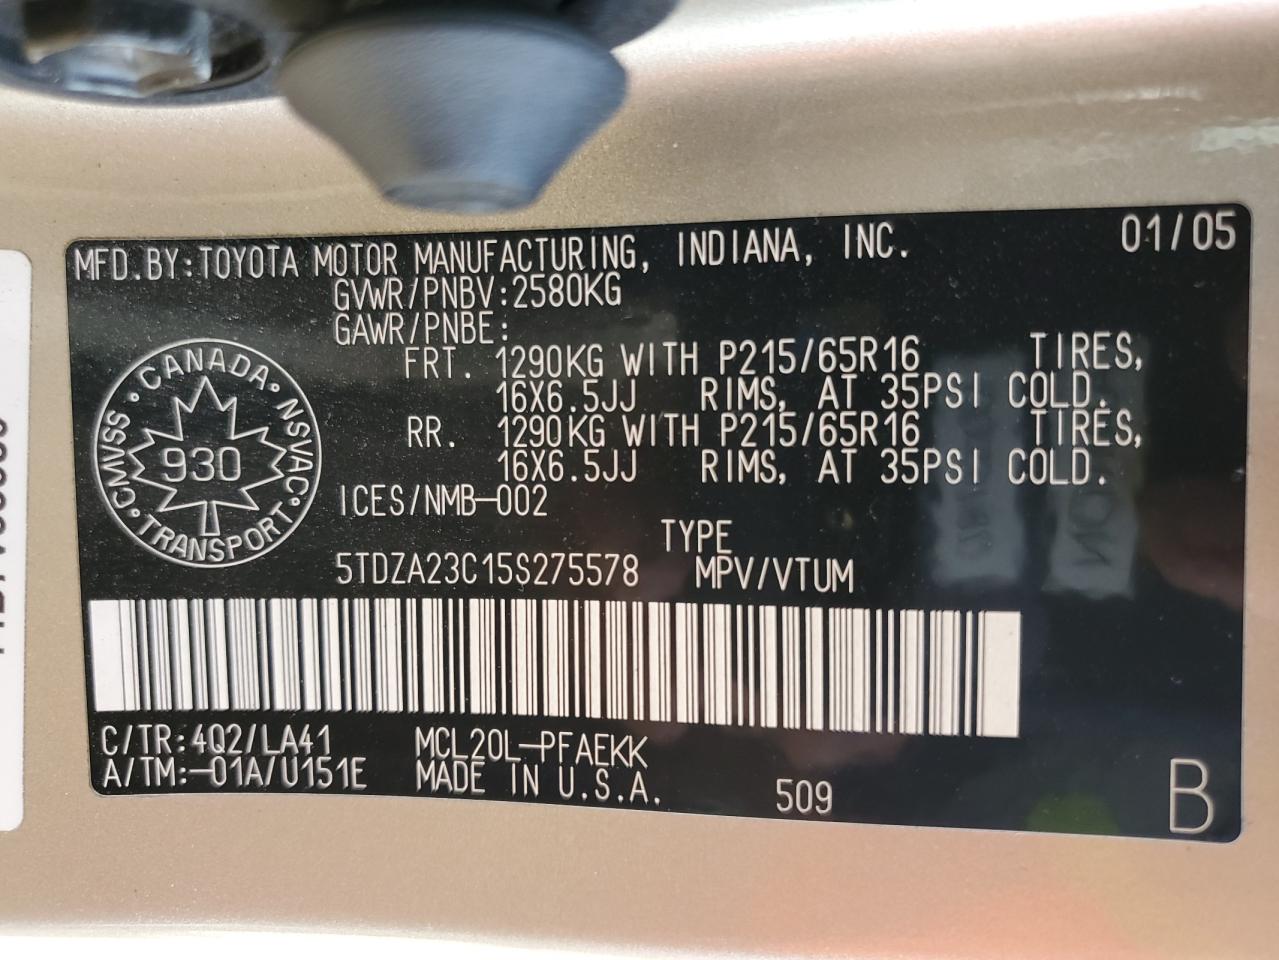 MFD.BY:TOYOTA MOTOR MANUFACTURING, INDIANA, INC. 01/05
GVWR/PNBV:2580KG
GAWR/PNBE:
FRT. 1290KG WITH P215/65R16 TIRES,
16X6.5JJ RIMS, AT 35PSI COLD.
RR. 1290KG WITH P215/65R16 TIRES,
16X6.5JJ RIMS, AT 35PSI COLD.
CANADA · NSVAC · TRANSPORT · CMVSS ·
930
ICES/NMB-002
TYPE
5TDZA23C15S275578 MPV/VTUM
C/TR:4Q2/LA41 MCL20L-PFAEKK
A/TM:-01A/U151E MADE IN U.S.A. 509
B